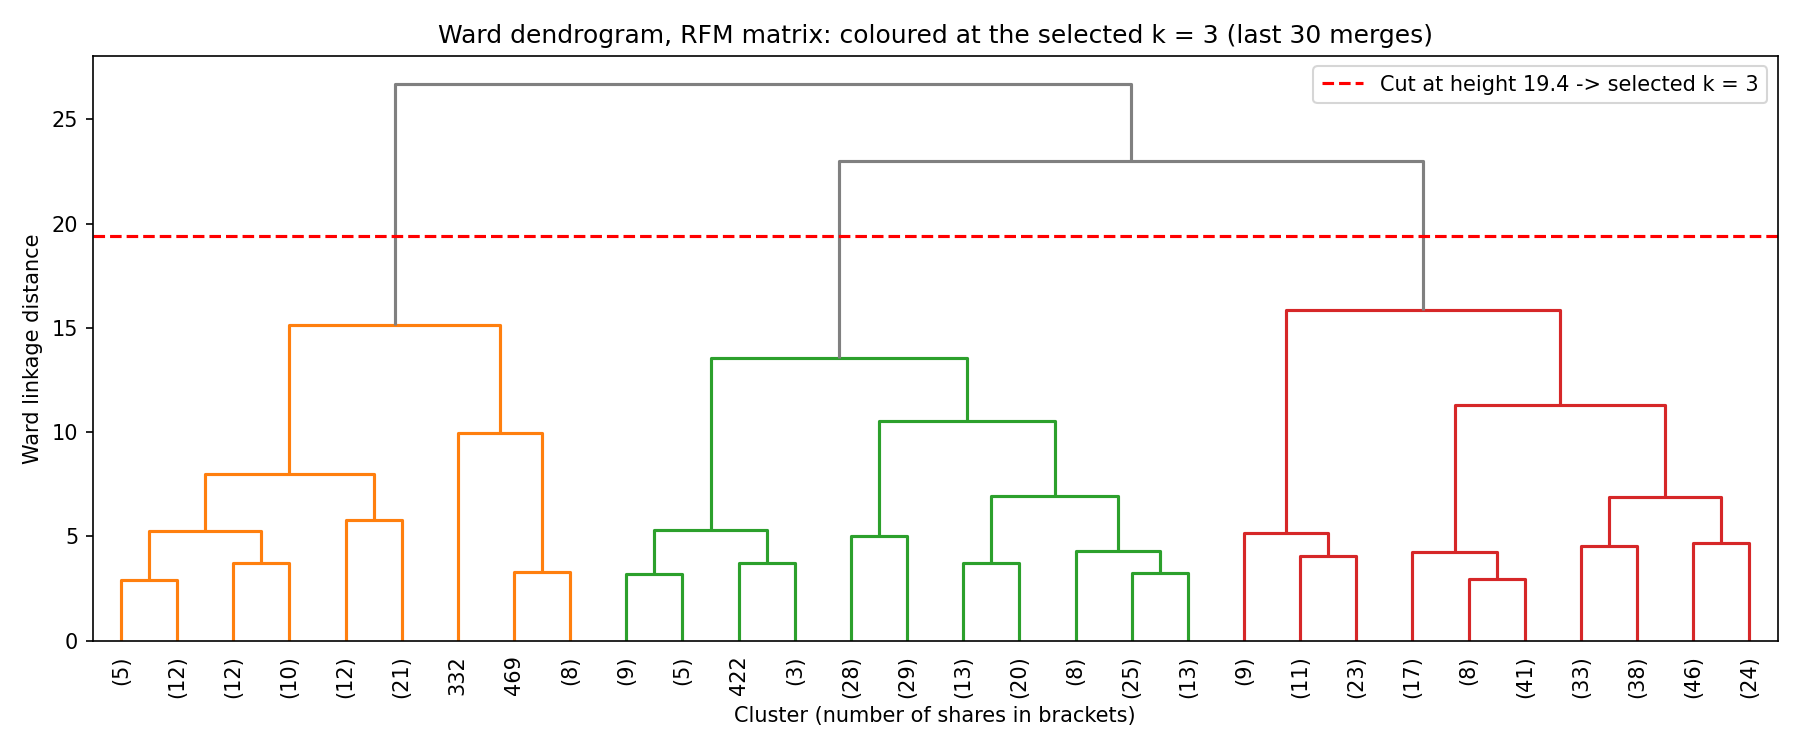 Ward dendrogram, RFM matrix: coloured at the selected k = 3 (last 30 merges)
Cut at height 19.4 -> selected k = 3
Ward linkage distance
25
20
15
10
5
0
(5) (12) (12) (10) (12) (21) 332 469 (8) (9) (5) 422 (3) (28) (29) (13) (20) (8) (25) (13) (9) (11) (23) (17) (8) (41) (33) (38) (46) (24)
Cluster (number of shares in brackets)